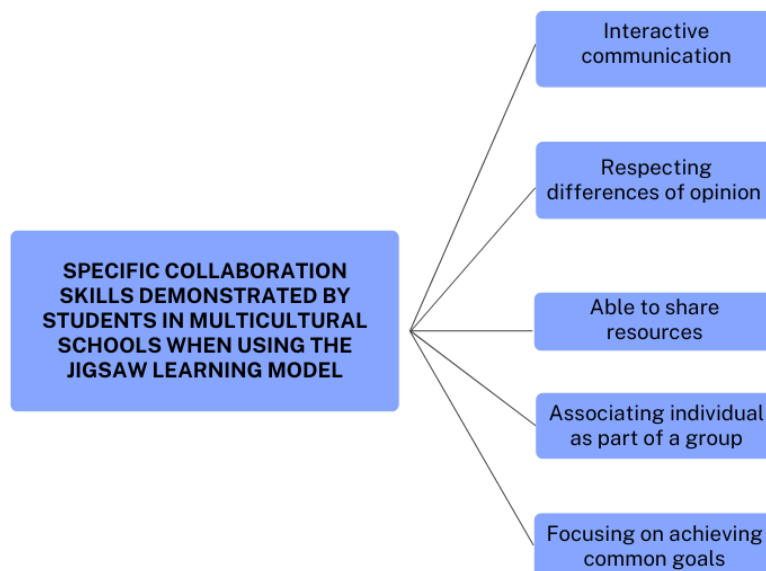 Interactive
communication
Respecting
differences of opinion
SPECIFIC COLLABORATION
SKILLS DEMONSTRATED BY
STUDENTS IN MULTICULTURAL
SCHOOLS WHEN USING THE
JIGSAW LEARNING MODEL
Able to share
resources
Associating individual
as part of a group
Focusing on achieving
common goals